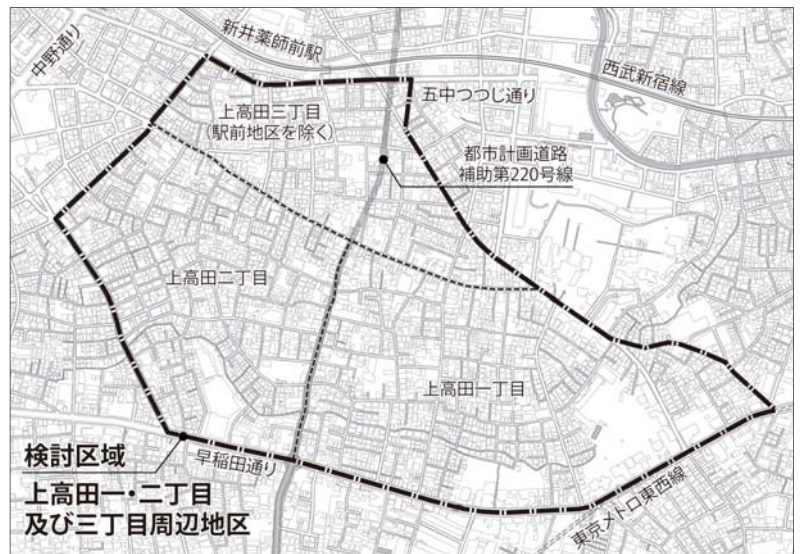 中野通り
新井薬師前駅
西武新宿線
上高田三丁目
(駅前地区を除く)
五中つつじ通り
都市計画道路
補助第220号線
上高田二丁目
上高田一丁目
検討区域
早稲田通り
上高田一・二丁目
及び三丁目周辺地区
東京メトロ東西線